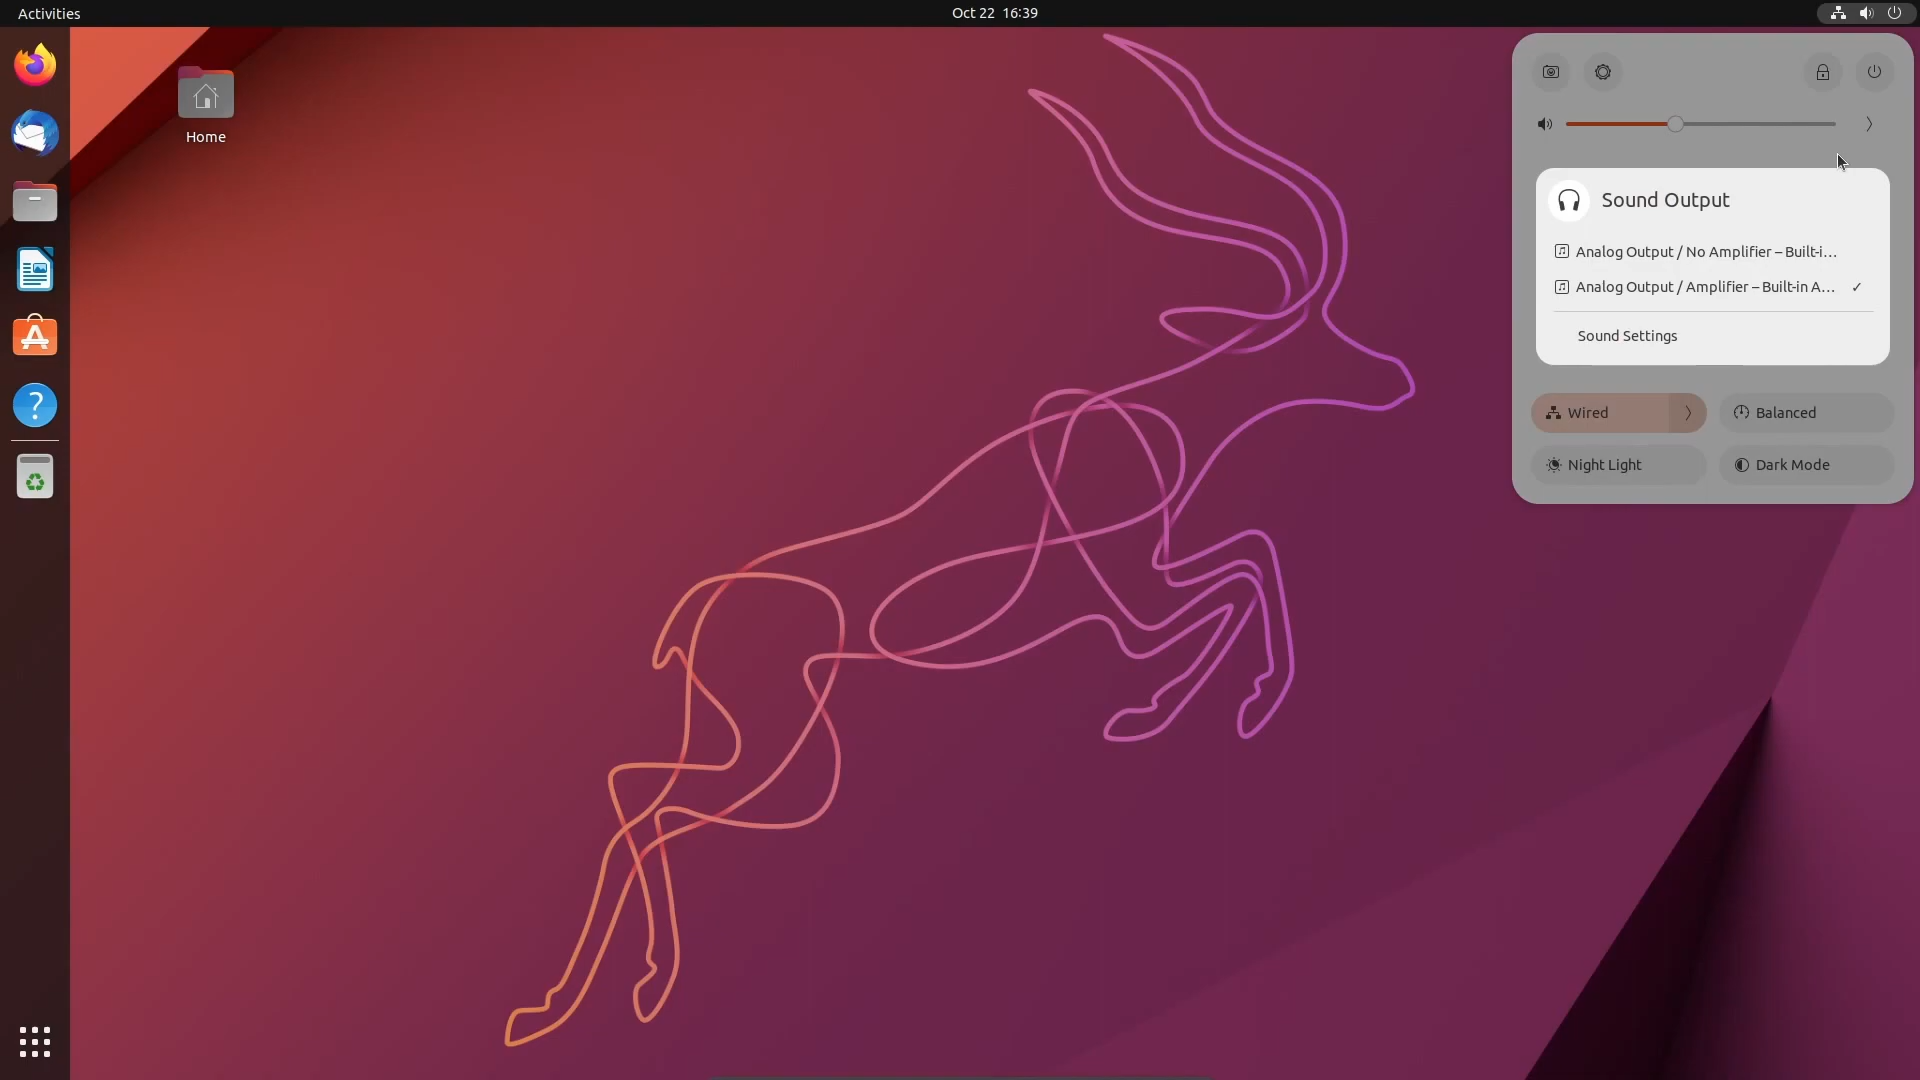 Activities
Oct 22 16:39
Home
Sound Output
Analog Output / No Amplifier – Built-i…
Analog Output / Amplifier – Built-in A…
Sound Settings
Wired
Balanced
Night Light
Dark Mode